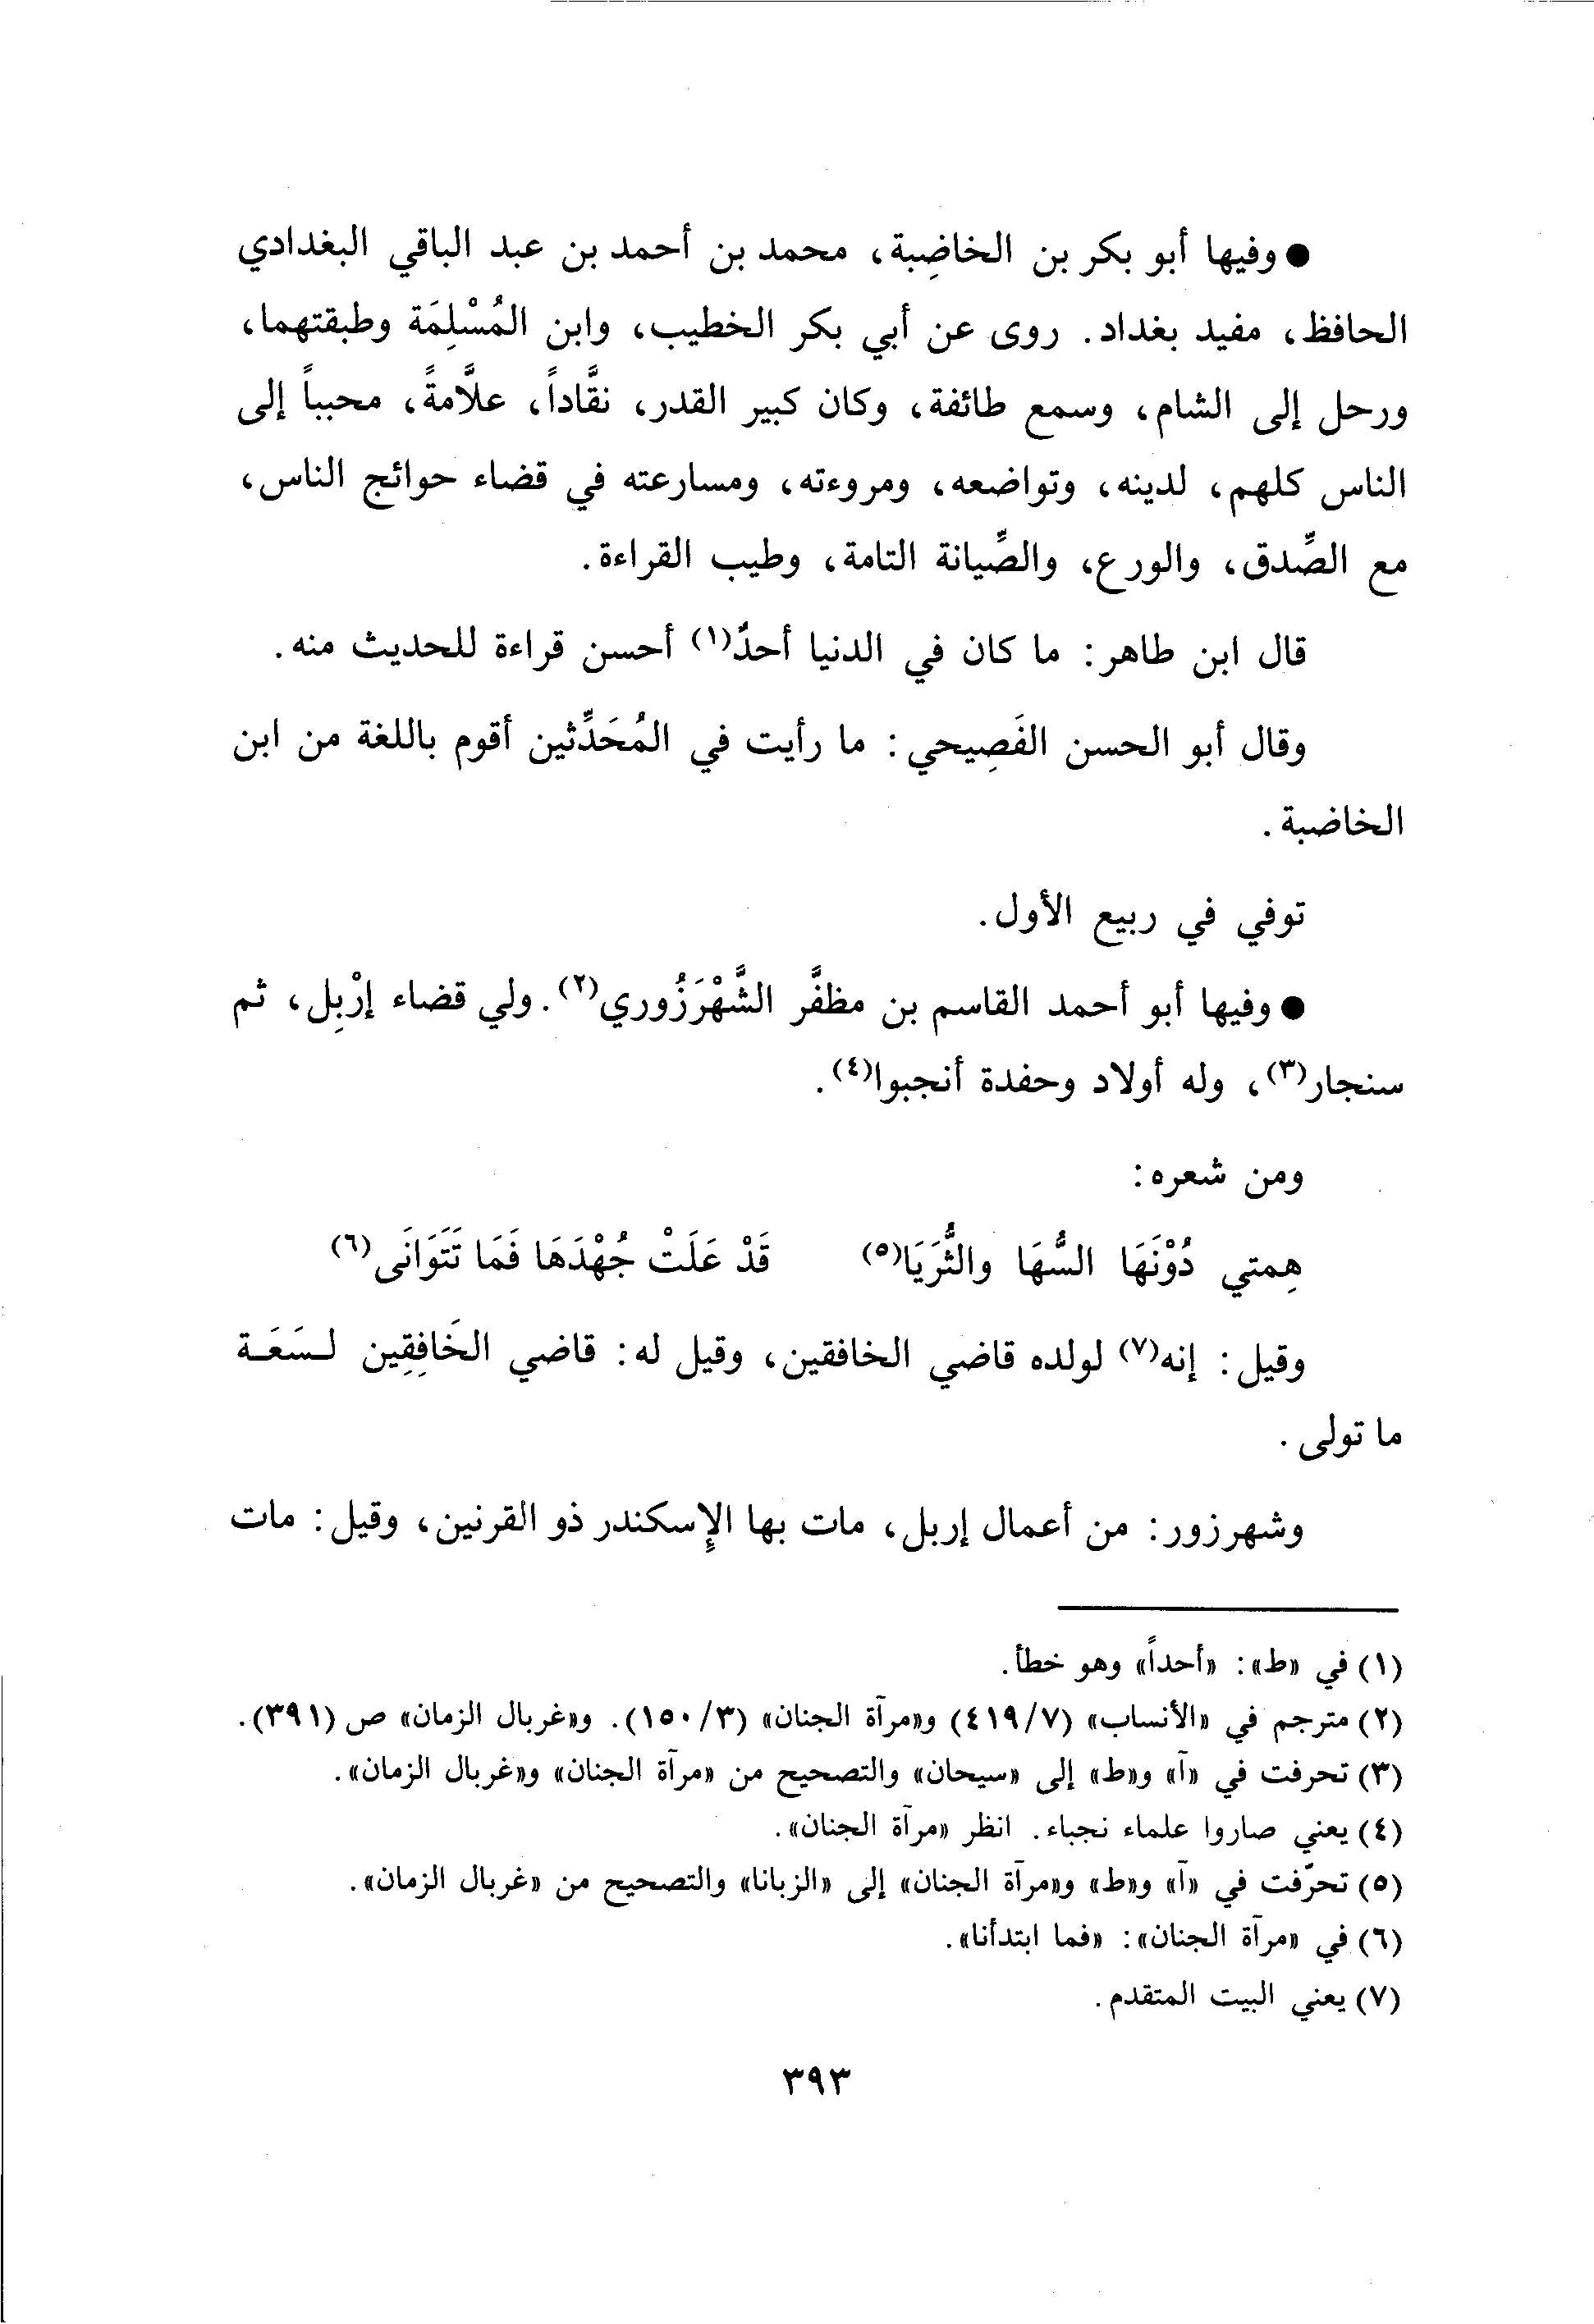 ● وفيها أبو بكر بن الخاضِبة، محمد بن أحمد بن عبد الباقي البغدادي
الحافظ، مفيد بغداد. روى عن أبي بكر الخطيب، وابن المُسْلِمَة وطبقتهما،
ورحل إلى الشام، وسمع طائفة، وكان كبير القدر، نقَّاداً، علاَّمةً، محبباً إلى
الناس كلهم، لدينه، وتواضعه، ومروءته، ومسارعته في قضاء حوائج الناس،
مع الصِّدق، والورع، والصِّيانة التامة، وطيب القراءة.
قال ابن طاهر: ما كان في الدنيا أحدٌ(١) أحسن قراءة للحديث منه.
وقال أبو الحسن الفَصِيحي: ما رأيت في المُحَدِّثين أقوم باللغة من ابن
الخاضبة.
توفي في ربيع الأول.
● وفيها أبو أحمد القاسم بن مظفَّر الشَّهْرَزُوري(٢). ولي قضاء إرْبِل، ثم
سنجار(٣)، وله أولاد وحفدة أنجبوا(٤).
ومن شعره:
هِمتي دُوْنَهَا السُّهَا والثُّرَيَا(٥) قَدْ عَلَتْ جُهْدَهَا فَمَا تَتَوَانَى(٦)
وقيل: إنه(٧) لولده قاضي الخافقين، وقيل له: قاضي الخَافِقِين لـسَعَـة
ما تولى.
وشهرزور: من أعمال إربل، مات بها الإسكندر ذو القرنين، وقيل: مات
(١) في «ط»: «أحداً» وهو خطأ.
(٢) مترجم في «الأنساب» (٧/٤١٩) و«مرآة الجنان» (٣/١٥٠). و«غربال الزمان» ص (٣٩١).
(٣) تحرفت في «آ» و«ط» إلى «سيحان» والتصحيح من «مرآة الجنان» و«غربال الزمان».
(٤) يعني صاروا علماء نجباء. انظر «مرآة الجنان».
(٥) تحرّفت في «آ» و«ط» و«مرآة الجنان» إلى «الزبانا» والتصحيح من «غربال الزمان».
(٦) في «مرآة الجنان»: «فما ابتدأنا».
(٧) يعني البيت المتقدم.
٣٩٣